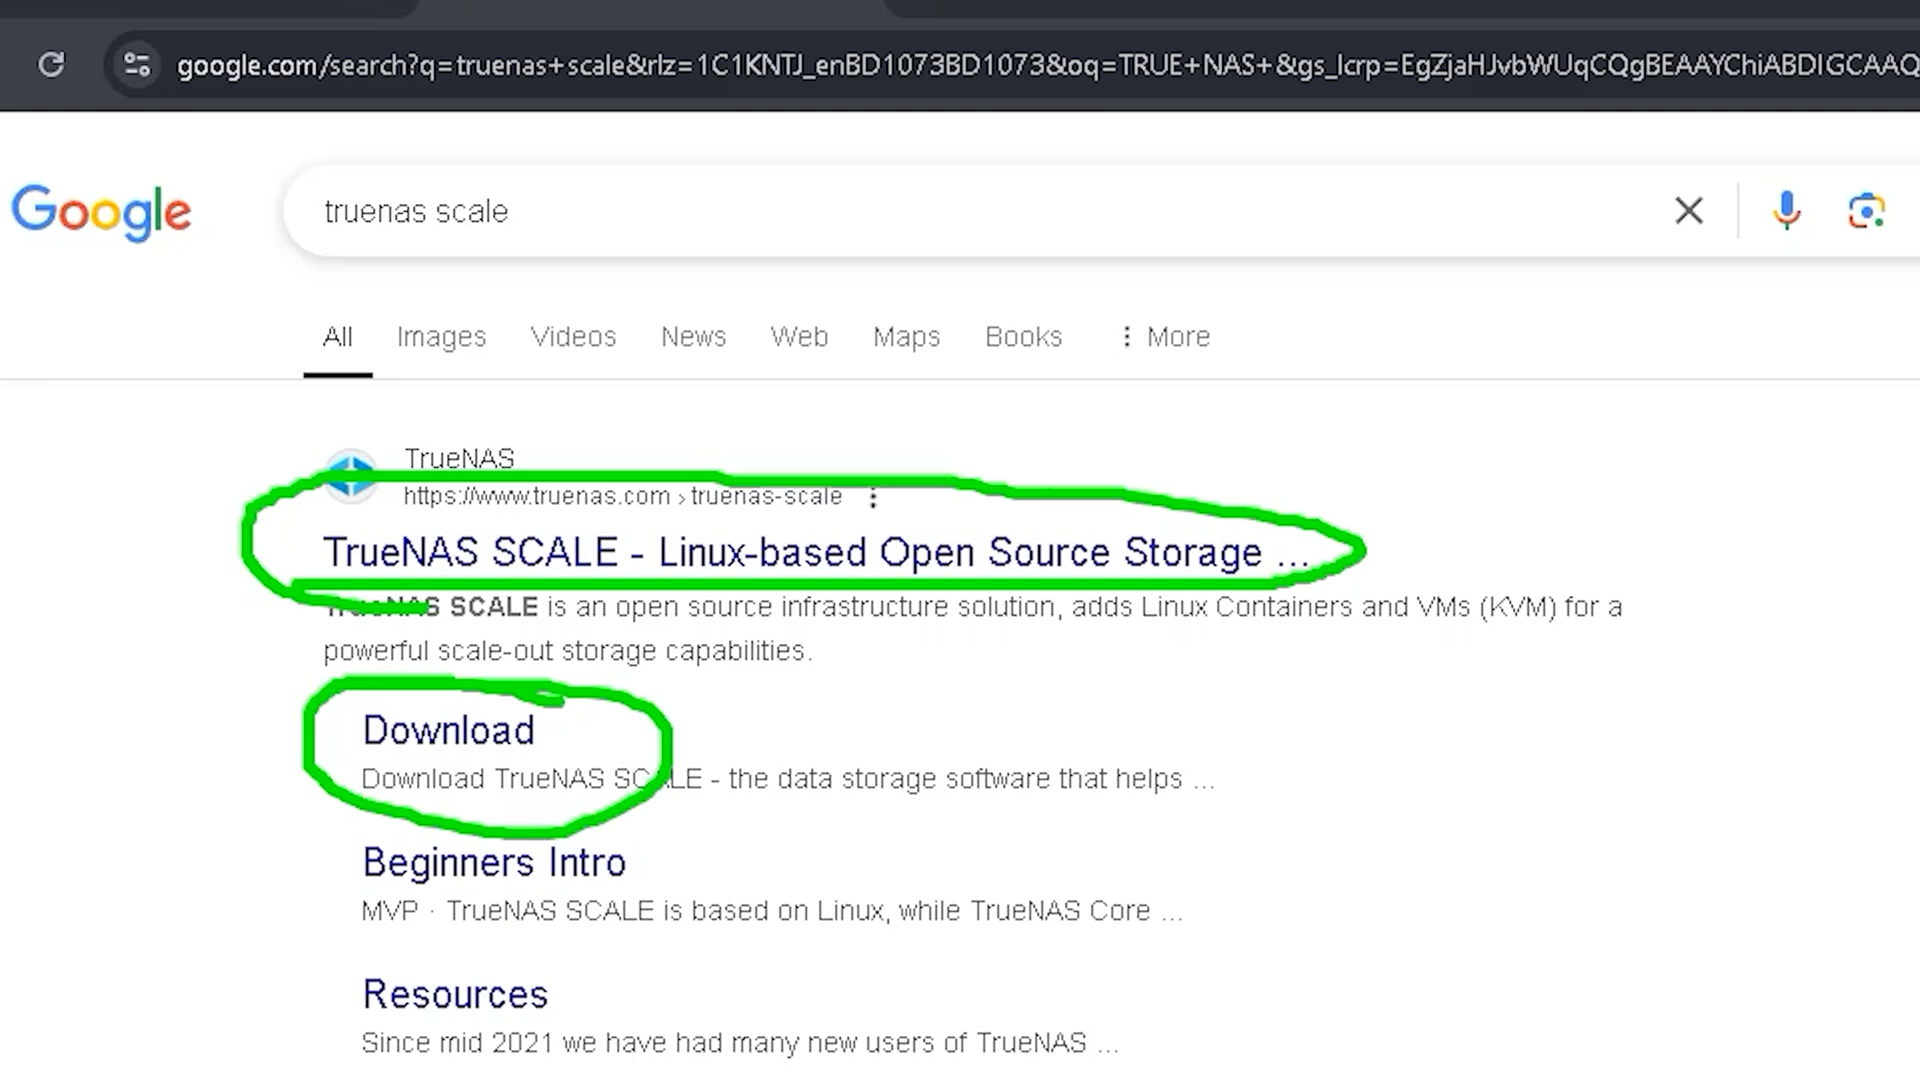 google.com/search?q=truenas+scale&rlz=1C1KNTJ_enBD1073BD1073&oq=TRUE+NAS+&gs_lcrp=EgZjaHJvbWUqCQgBEAAYChiABDIGCAAQ
Google
truenas scale
All Images Videos News Web Maps Books More
TrueNAS
https://www.truenas.com › truenas-scale
TrueNAS SCALE - Linux-based Open Source Storage ...
TrueNAS SCALE is an open source infrastructure solution, adds Linux Containers and VMs (KVM) for a
powerful scale-out storage capabilities.
Download
Download TrueNAS SCALE - the data storage software that helps ...
Beginners Intro
MVP · TrueNAS SCALE is based on Linux, while TrueNAS Core ...
Resources
Since mid 2021 we have had many new users of TrueNAS ...